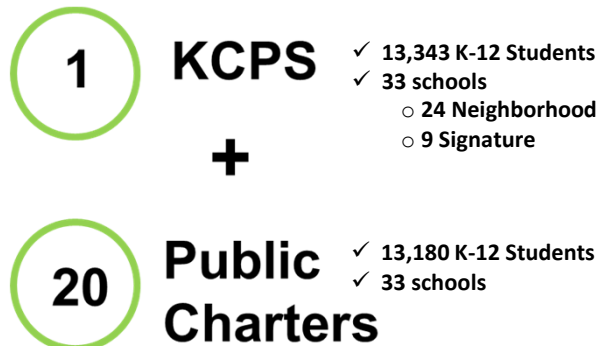 1 KCPS
✓ 13,343 K-12 Students
✓ 33 schools
○ 24 Neighborhood
○ 9 Signature
+
20 Public
Charters
✓ 13,180 K-12 Students
✓ 33 schools